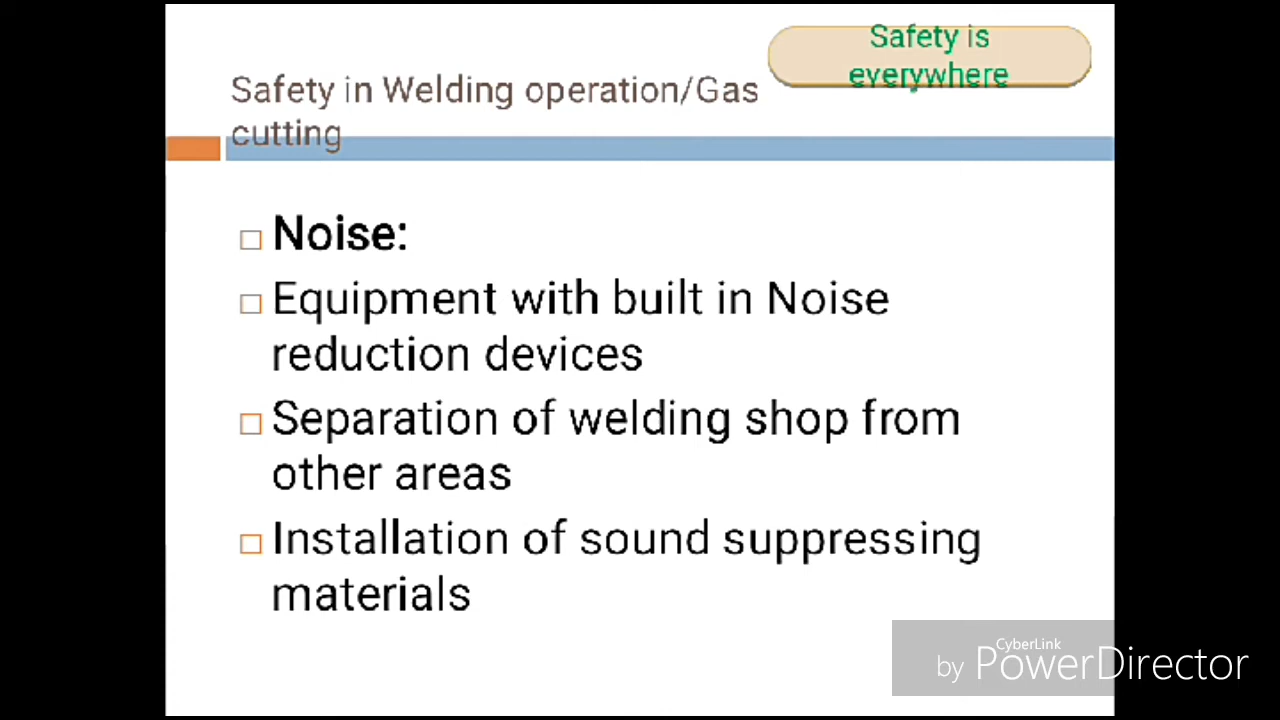 Safety is
everywhere
Safety in Welding operation/Gas
cutting
Noise:
Equipment with built in Noise
reduction devices
Separation of welding shop from
other areas
Installation of sound suppressing
materials
CyberLink
by PowerDirector